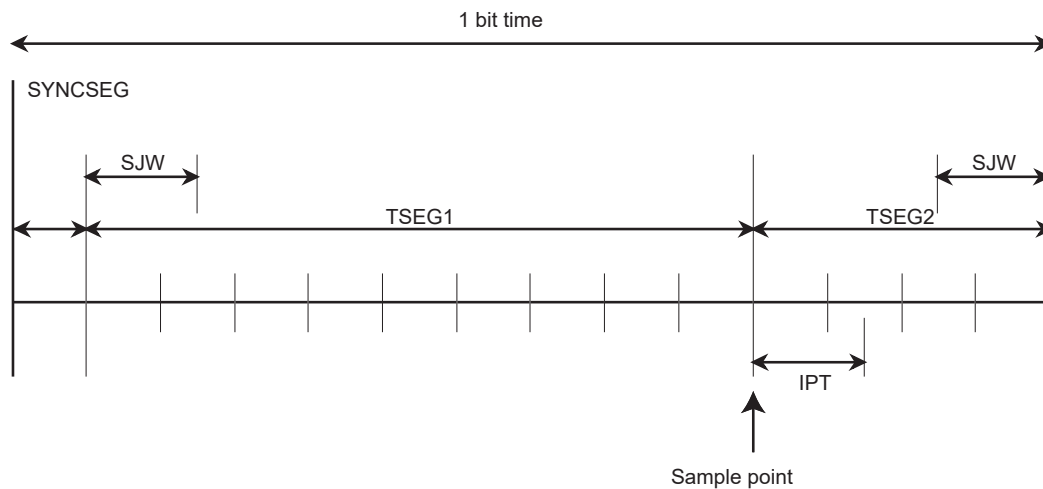 1 bit time
SYNCSEG
SJW
SJW
TSEG1
TSEG2
IPT
Sample point